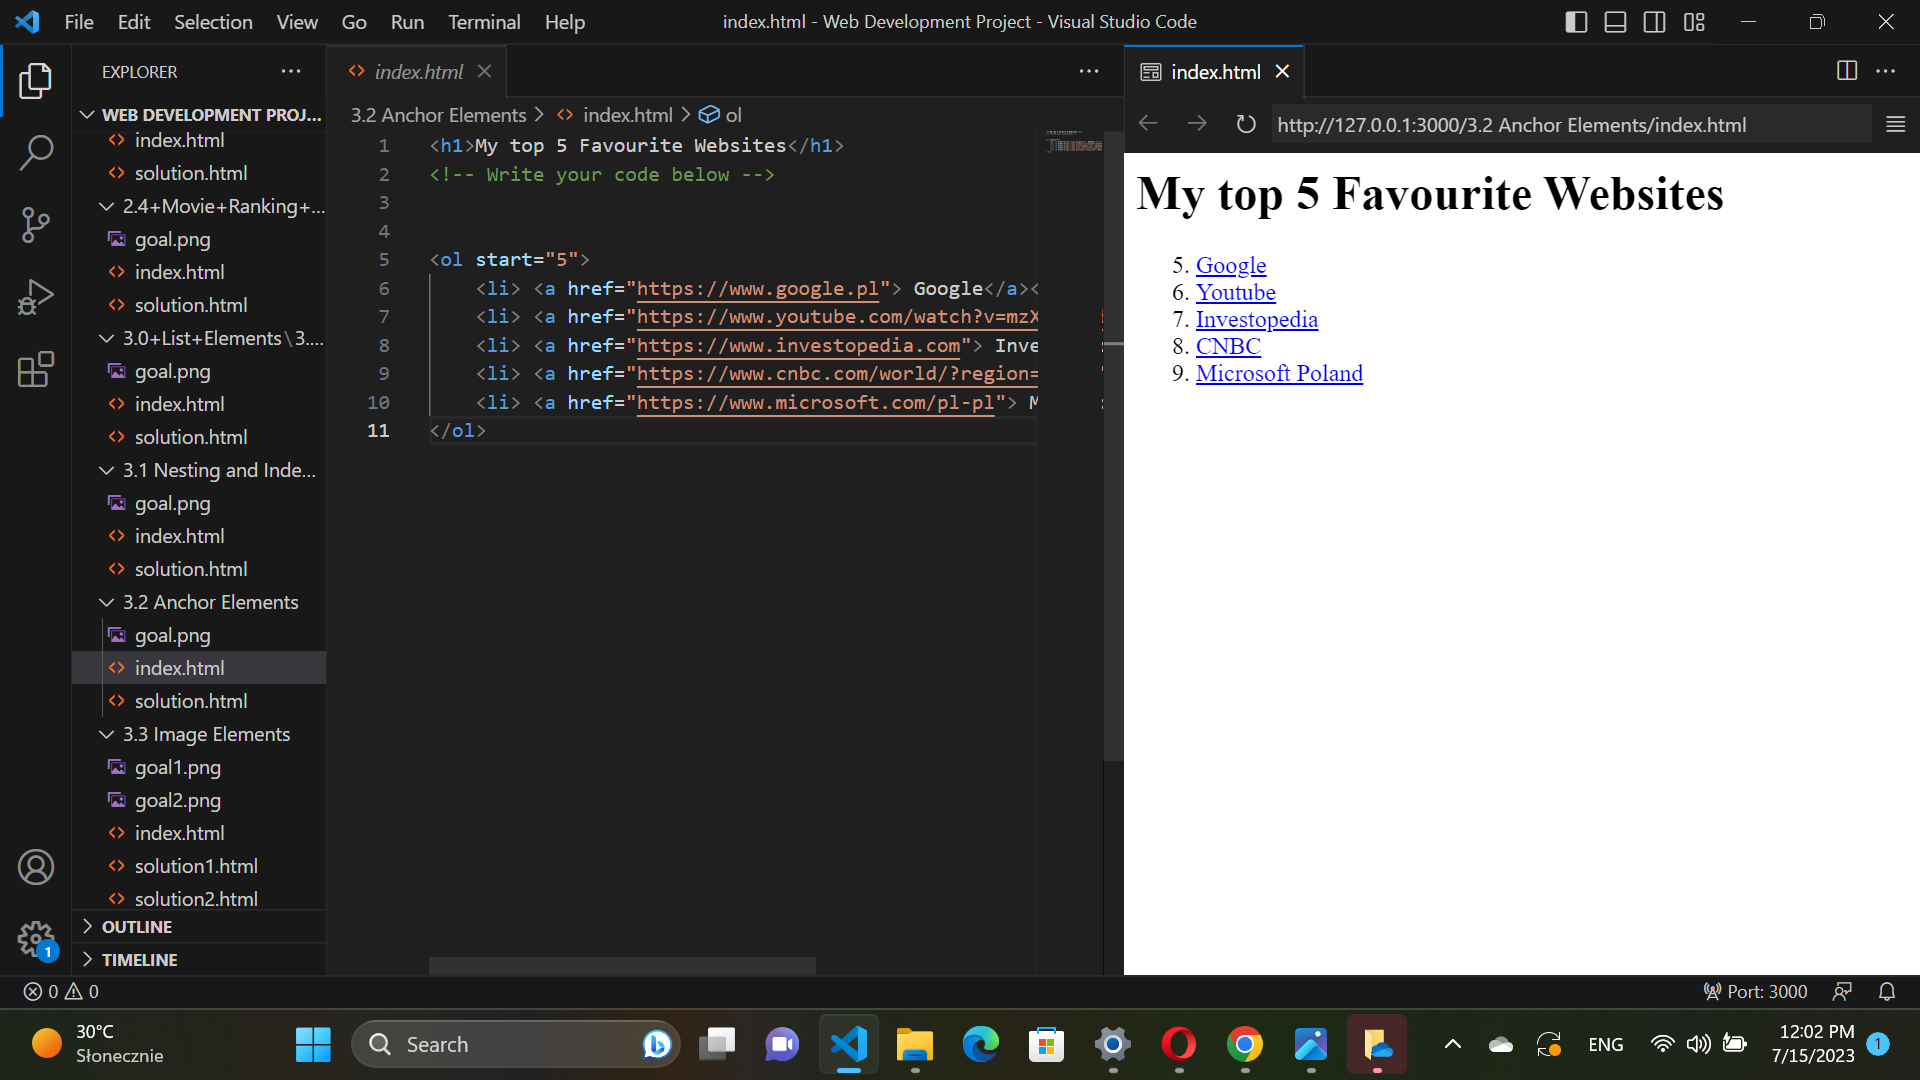 File Edit Selection View Go Run Terminal Help
index.html - Web Development Project - Visual Studio Code
EXPLORER
WEB DEVELOPMENT PROJ...
index.html
solution.html
2.4+Movie+Ranking+...
goal.png
index.html
solution.html
3.0+List+Elements\3....
goal.png
index.html
solution.html
3.1 Nesting and Inde...
goal.png
index.html
solution.html
3.2 Anchor Elements
goal.png
index.html
solution.html
3.3 Image Elements
goal1.png
goal2.png
index.html
solution1.html
solution2.html
OUTLINE
TIMELINE
1
index.html
3.2 Anchor Elements > index.html > ol
1 <h1>My top 5 Favourite Websites</h1>
2 <!-- Write your code below -->
3
4
5 <ol start="5">
6 <li> <a href="https://www.google.pl"> Google</a><
7 <li> <a href="https://www.youtube.com/watch?v=mzX
8 <li> <a href="https://www.investopedia.com"> Inve
9 <li> <a href="https://www.cnbc.com/world/?region=
10 <li> <a href="https://www.microsoft.com/pl-pl"> M
11 </ol>
index.html
http://127.0.0.1:3000/3.2 Anchor Elements/index.html
My top 5 Favourite Websites
5. Google
6. Youtube
7. Investopedia
8. CNBC
9. Microsoft Poland
0 0
Port: 3000
30°C
Słonecznie
Search
ENG
12:02 PM
7/15/2023
1